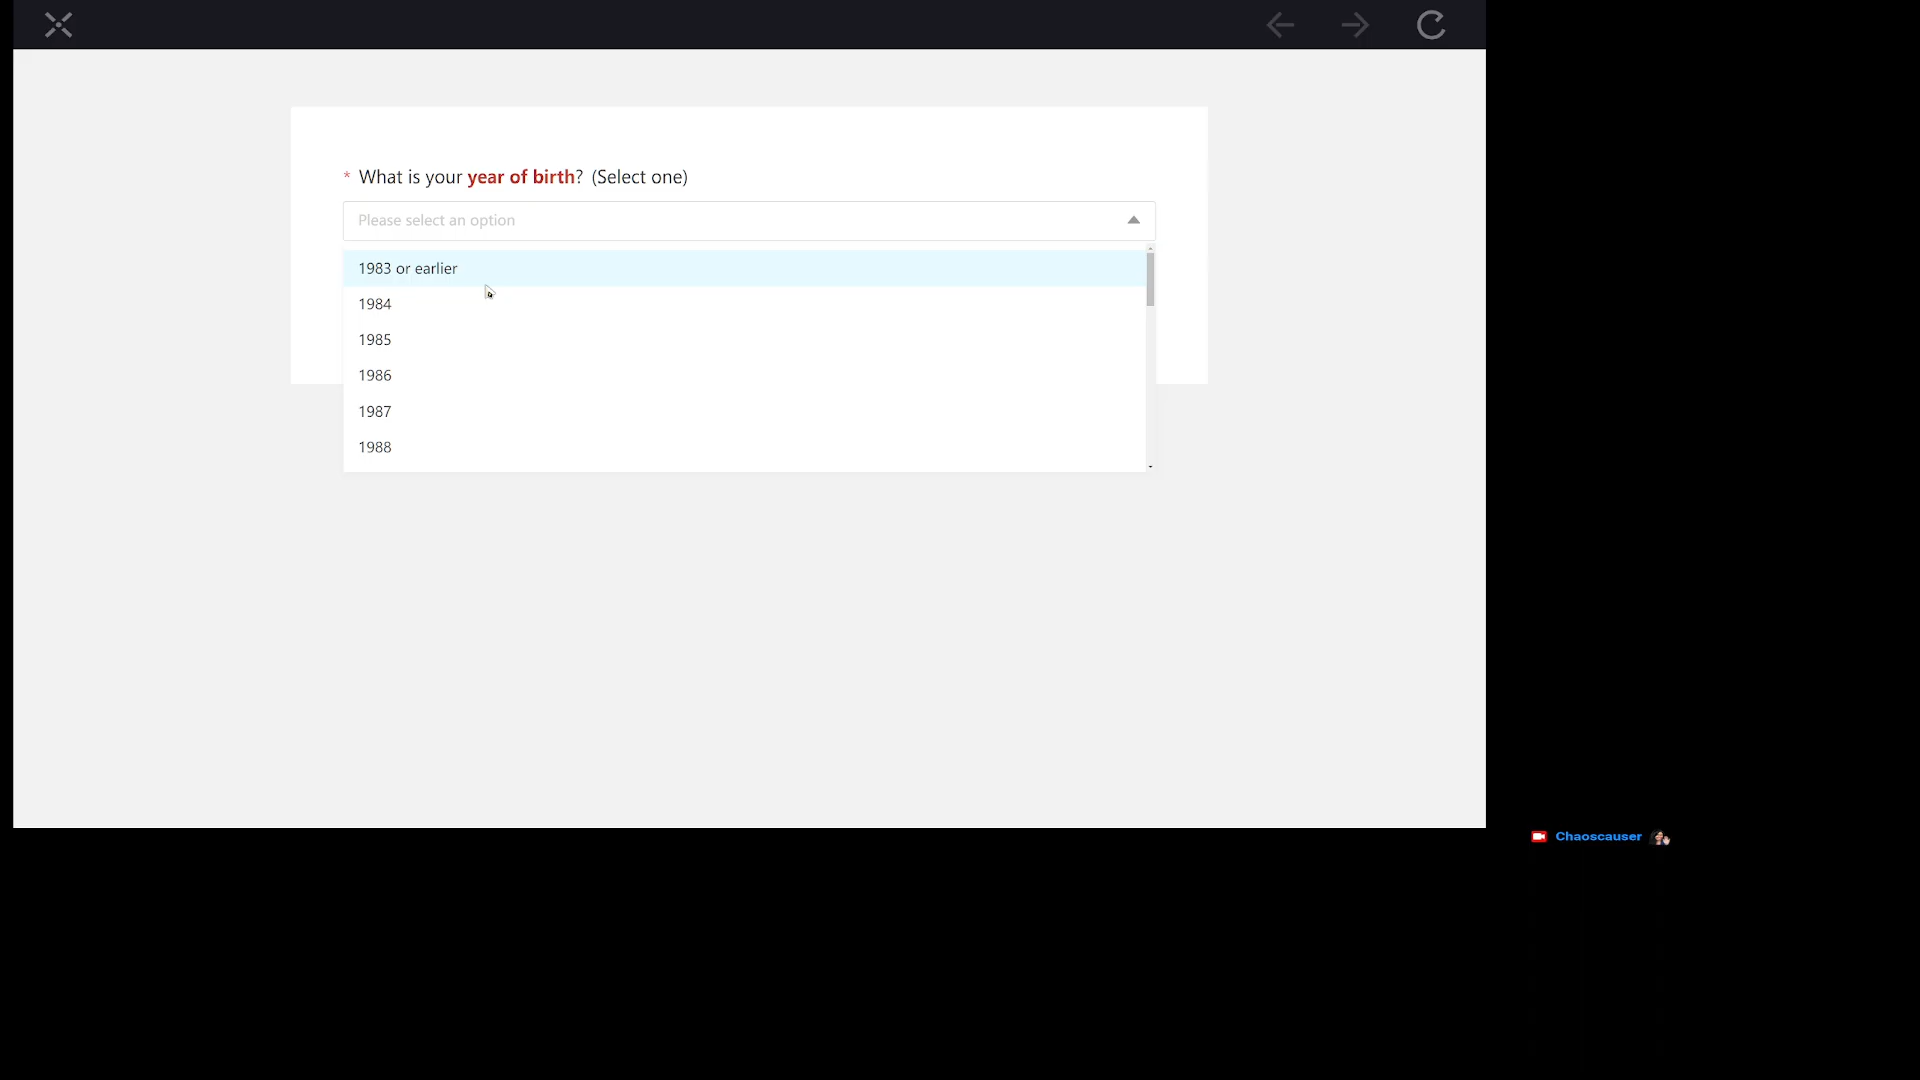 * What is your year of birth? (Select one)
Please select an option
1983 or earlier
1984
1985
1986
1987
1988
Chaoscauser